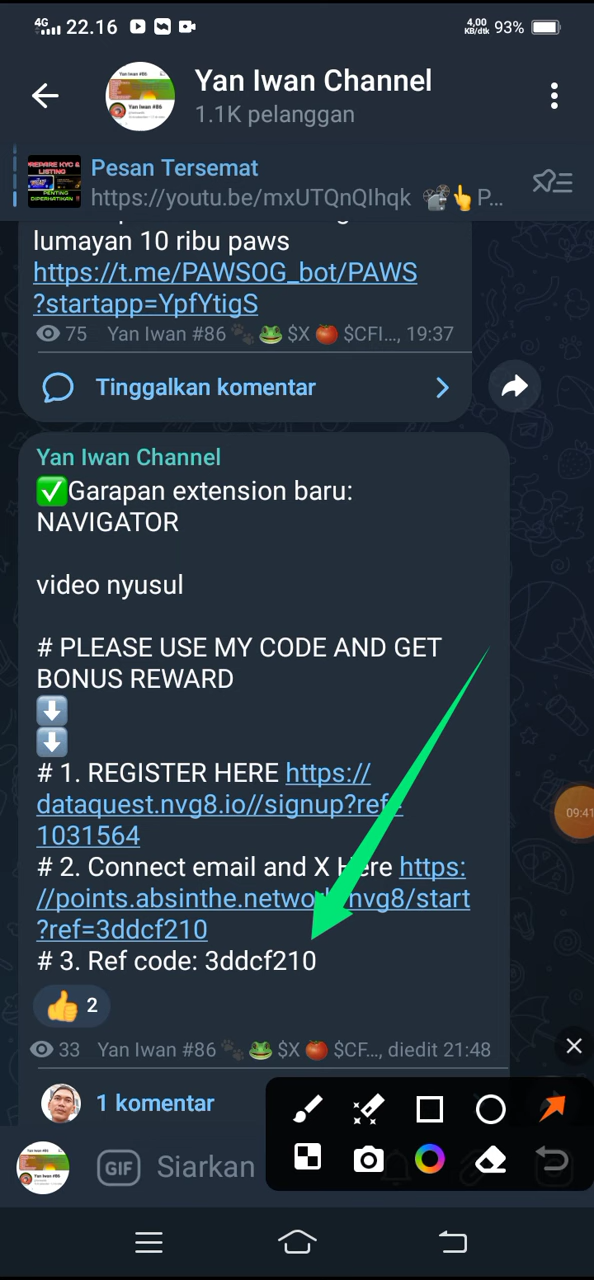 4G 22.16 4,00 KB/dtk 93%
Yan Iwan Channel
1.1K pelanggan
PREPARE KYC &
LISTING
PENTING
DIPERHATIKAN
Pesan Tersemat
https://youtu.be/mxUTQnQIhqk P...
lumayan 10 ribu paws
https://t.me/PAWSOG_bot/PAWS
?startapp=YpfYtigS
75 Yan Iwan #86 $X $CFI..., 19:37
Tinggalkan komentar
Yan Iwan Channel
✅Garapan extension baru:
NAVIGATOR
video nyusul
# PLEASE USE MY CODE AND GET
BONUS REWARD
⬇️
⬇️
# 1. REGISTER HERE https://
dataquest.nvg8.io//signup?ref=
1031564
# 2. Connect email and X Here https:
//points.absinthe.network/nvg8/start
?ref=3ddcf210
# 3. Ref code: 3ddcf210
👍 2
33 Yan Iwan #86 $X $CF..., diedit 21:48
1 komentar
09:41
GIF Siarkan